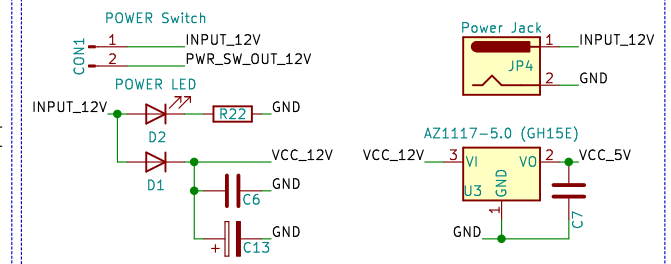 POWER Switch
CON1
1 INPUT_12V
2 PWR_SW_OUT_12V
POWER LED
INPUT_12V
D2
R22
GND
D1
VCC_12V
C6
GND
+
C13
GND
Power Jack
JP4
1 INPUT_12V
2 GND
AZ1117-5.0 (GH15E)
VCC_12V 3 VI VO 2 VCC_5V
U3
GND
1
C7
GND